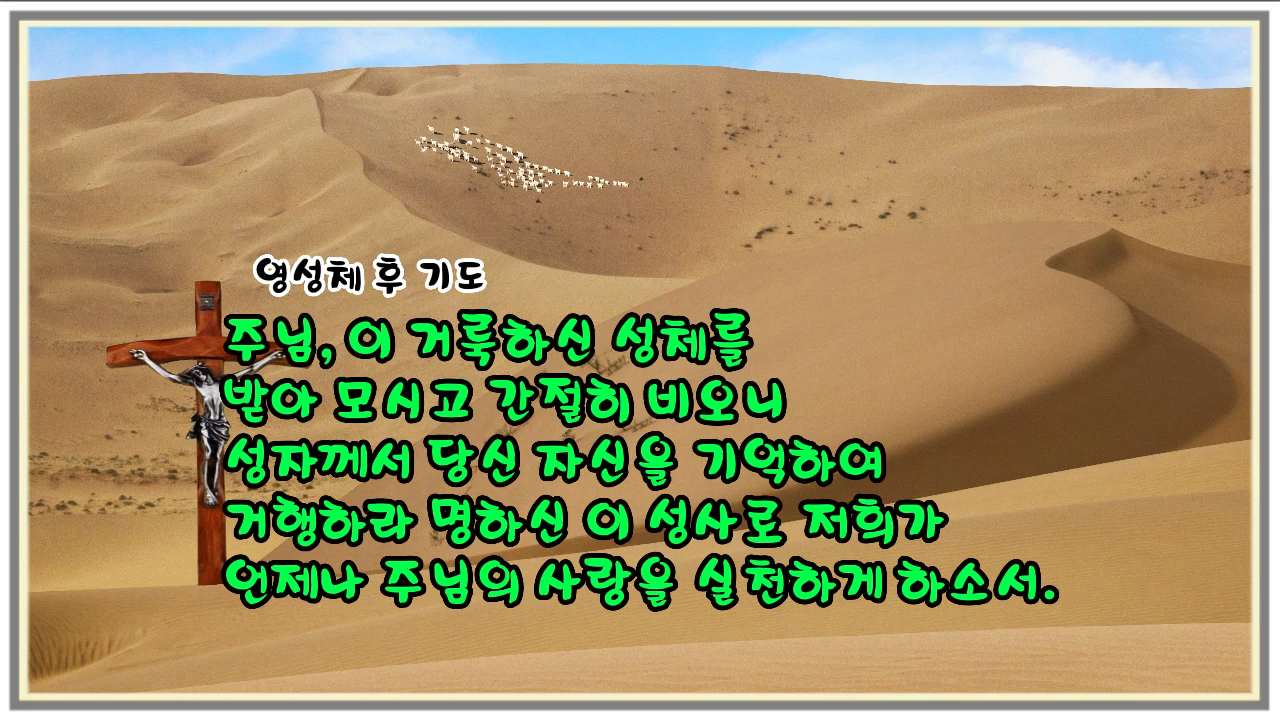 영성체 후 기도
주님, 이 거룩하신 성체를
받아 모시고 간절히 비오니
성자께서 당신 자신을 기억하여
거행하라 명하신 이 성사로 저희가
언제나 주님의 사랑을 실천하게 하소서.